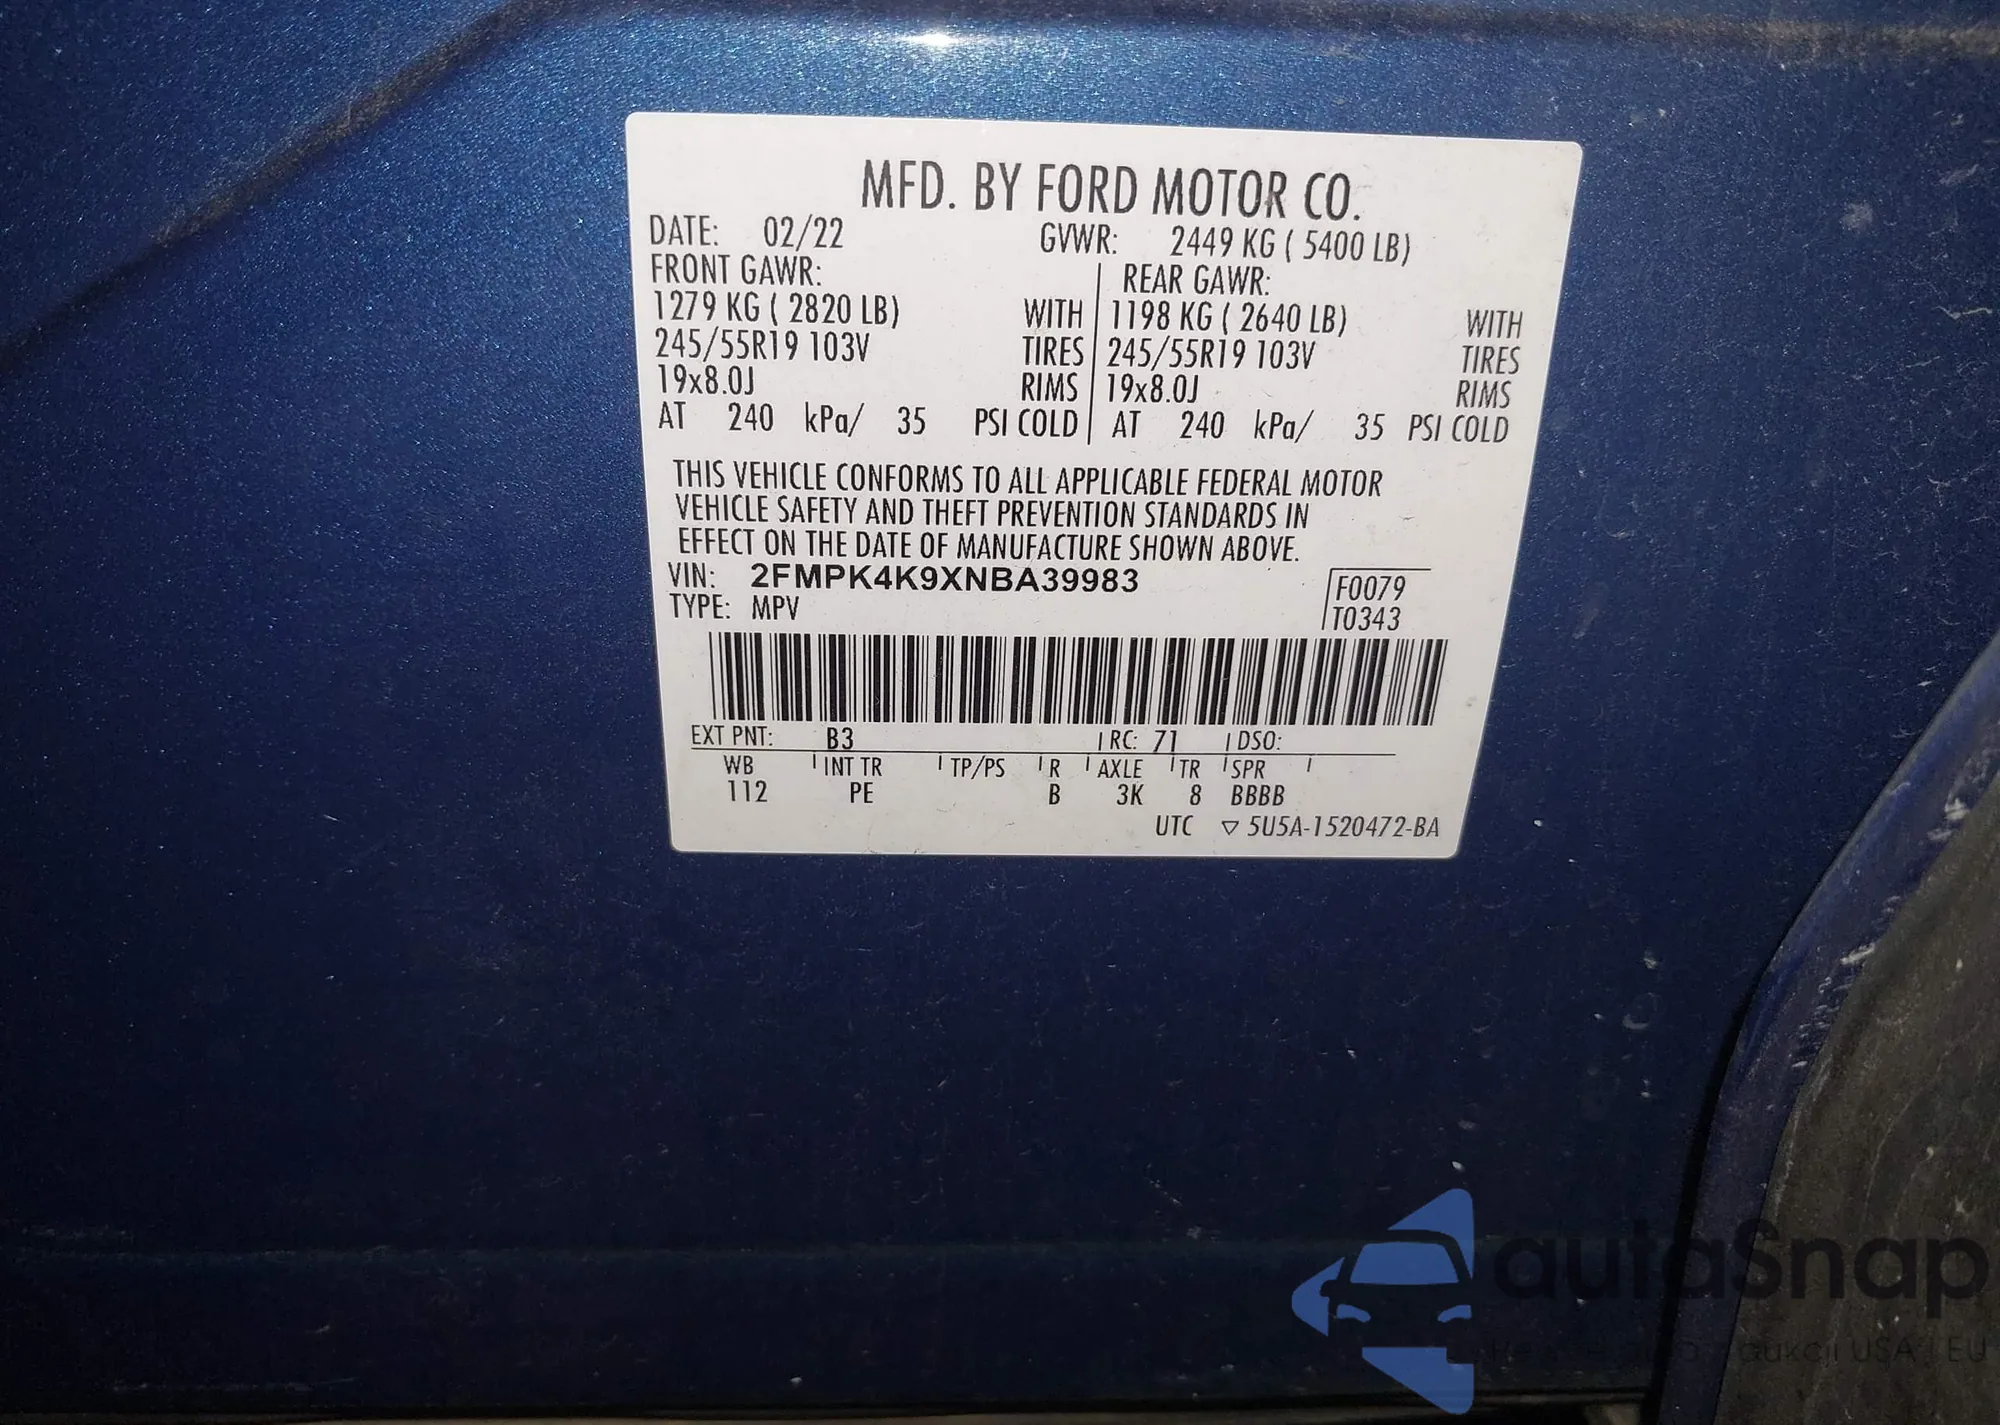 MFD. BY FORD MOTOR CO.
DATE: 02/22 GVWR: 2449 KG ( 5400 LB)
FRONT GAWR: REAR GAWR:
1279 KG ( 2820 LB) WITH 1198 KG ( 2640 LB) WITH
245/55R19 103V TIRES 245/55R19 103V TIRES
19x8.0J RIMS 19x8.0J RIMS
AT 240 kPa/ 35 PSI COLD AT 240 kPa/ 35 PSI COLD
THIS VEHICLE CONFORMS TO ALL APPLICABLE FEDERAL MOTOR
VEHICLE SAFETY AND THEFT PREVENTION STANDARDS IN
EFFECT ON THE DATE OF MANUFACTURE SHOWN ABOVE.
VIN: 2FMPK4K9XNBA39983 F0079
TYPE: MPV T0343
EXT PNT: B3 RC: 71 DSO:
WB INT TR TP/PS R AXLE TR SPR
112 PE B 3K 8 BBBB
UTC ▽ 5U5A-1520472-BA
autaSnap
aukcji USA i EU